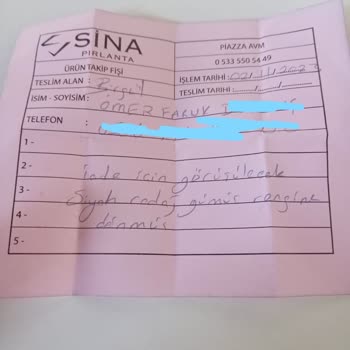 SİNA
PIRLANTA
PIAZZA AVM
0 533 550 54 49
ÜRÜN TAKİP FİŞİ
İŞLEM TARİHİ :
TESLİM ALAN :
TESLİM TARİHİ :
İSİM - SOYİSİM : ÖMER FARUK
TELEFON :
1 -
2 - iade için görüşülecek
3 - Siyah rodaj gümüş rengine
4 - dönmüş
5 -